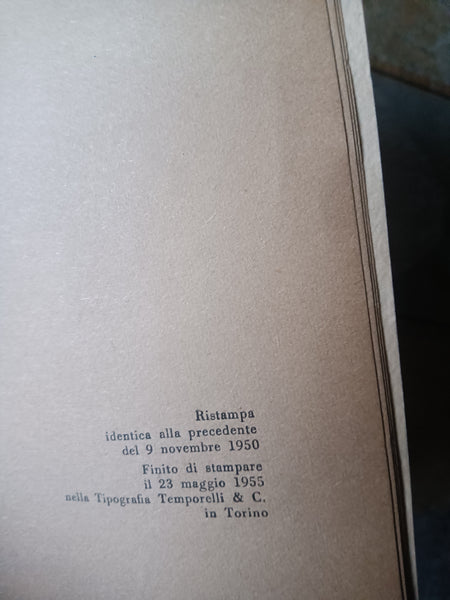 Ristampa
identica alla precedente
del 9 novembre 1950
Finito di stampare
il 23 maggio 1955
nella Tipografia Temporelli & C.
in Torino